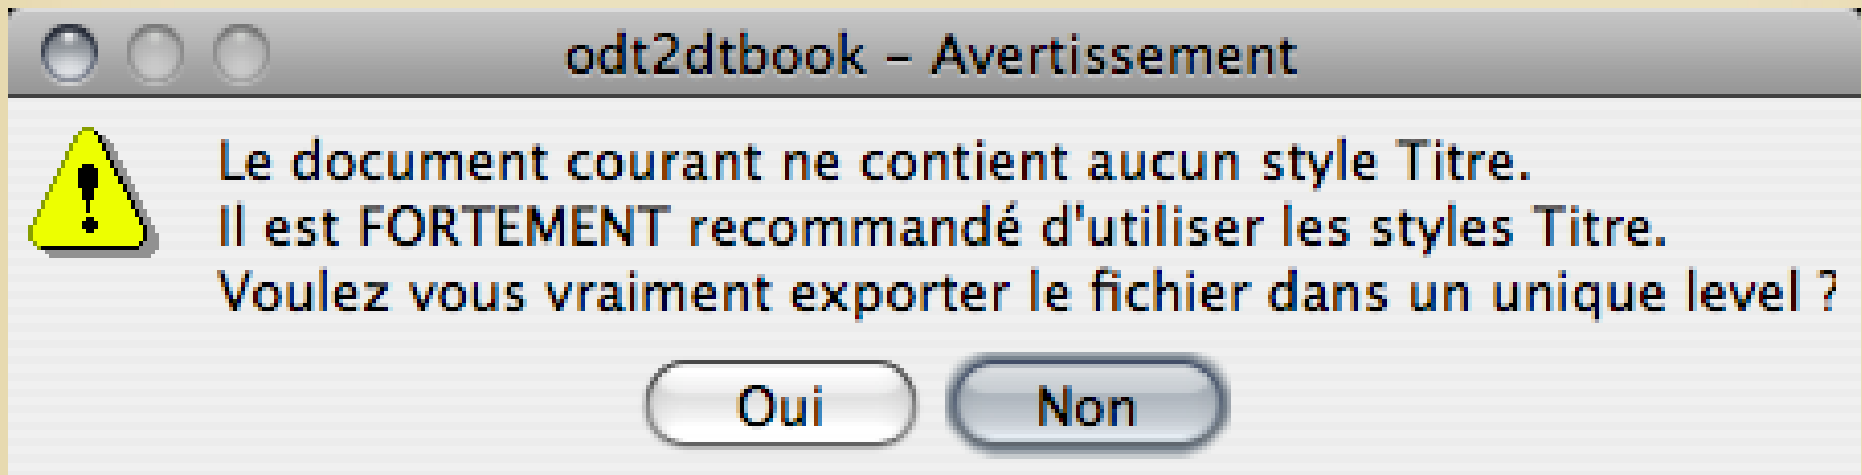 odt2dtbook – Avertissement
Le document courant ne contient aucun style Titre.
Il est FORTEMENT recommandé d'utiliser les styles Titre.
Voulez vous vraiment exporter le fichier dans un unique level ?
Oui Non